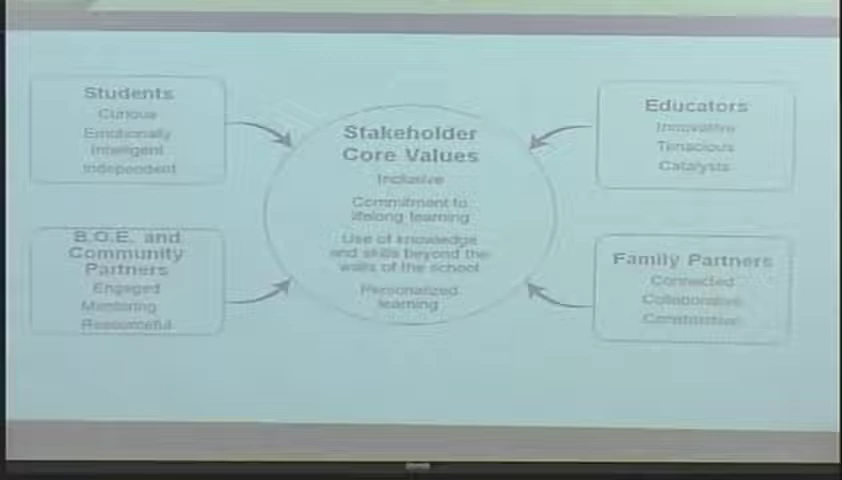 Students
Curious
Emotionally
Intelligent
Independent
B.O.E. and
Community
Partners
Engaged
Mentoring
Resourceful
Stakeholder
Core Values
Inclusive
Commitment to
lifelong learning
Use of knowledge
and skills beyond the
walls of the school
Personalized
learning
Educators
Innovative
Tenacious
Catalysts
Family Partners
Connected
Collaborative
Constructive